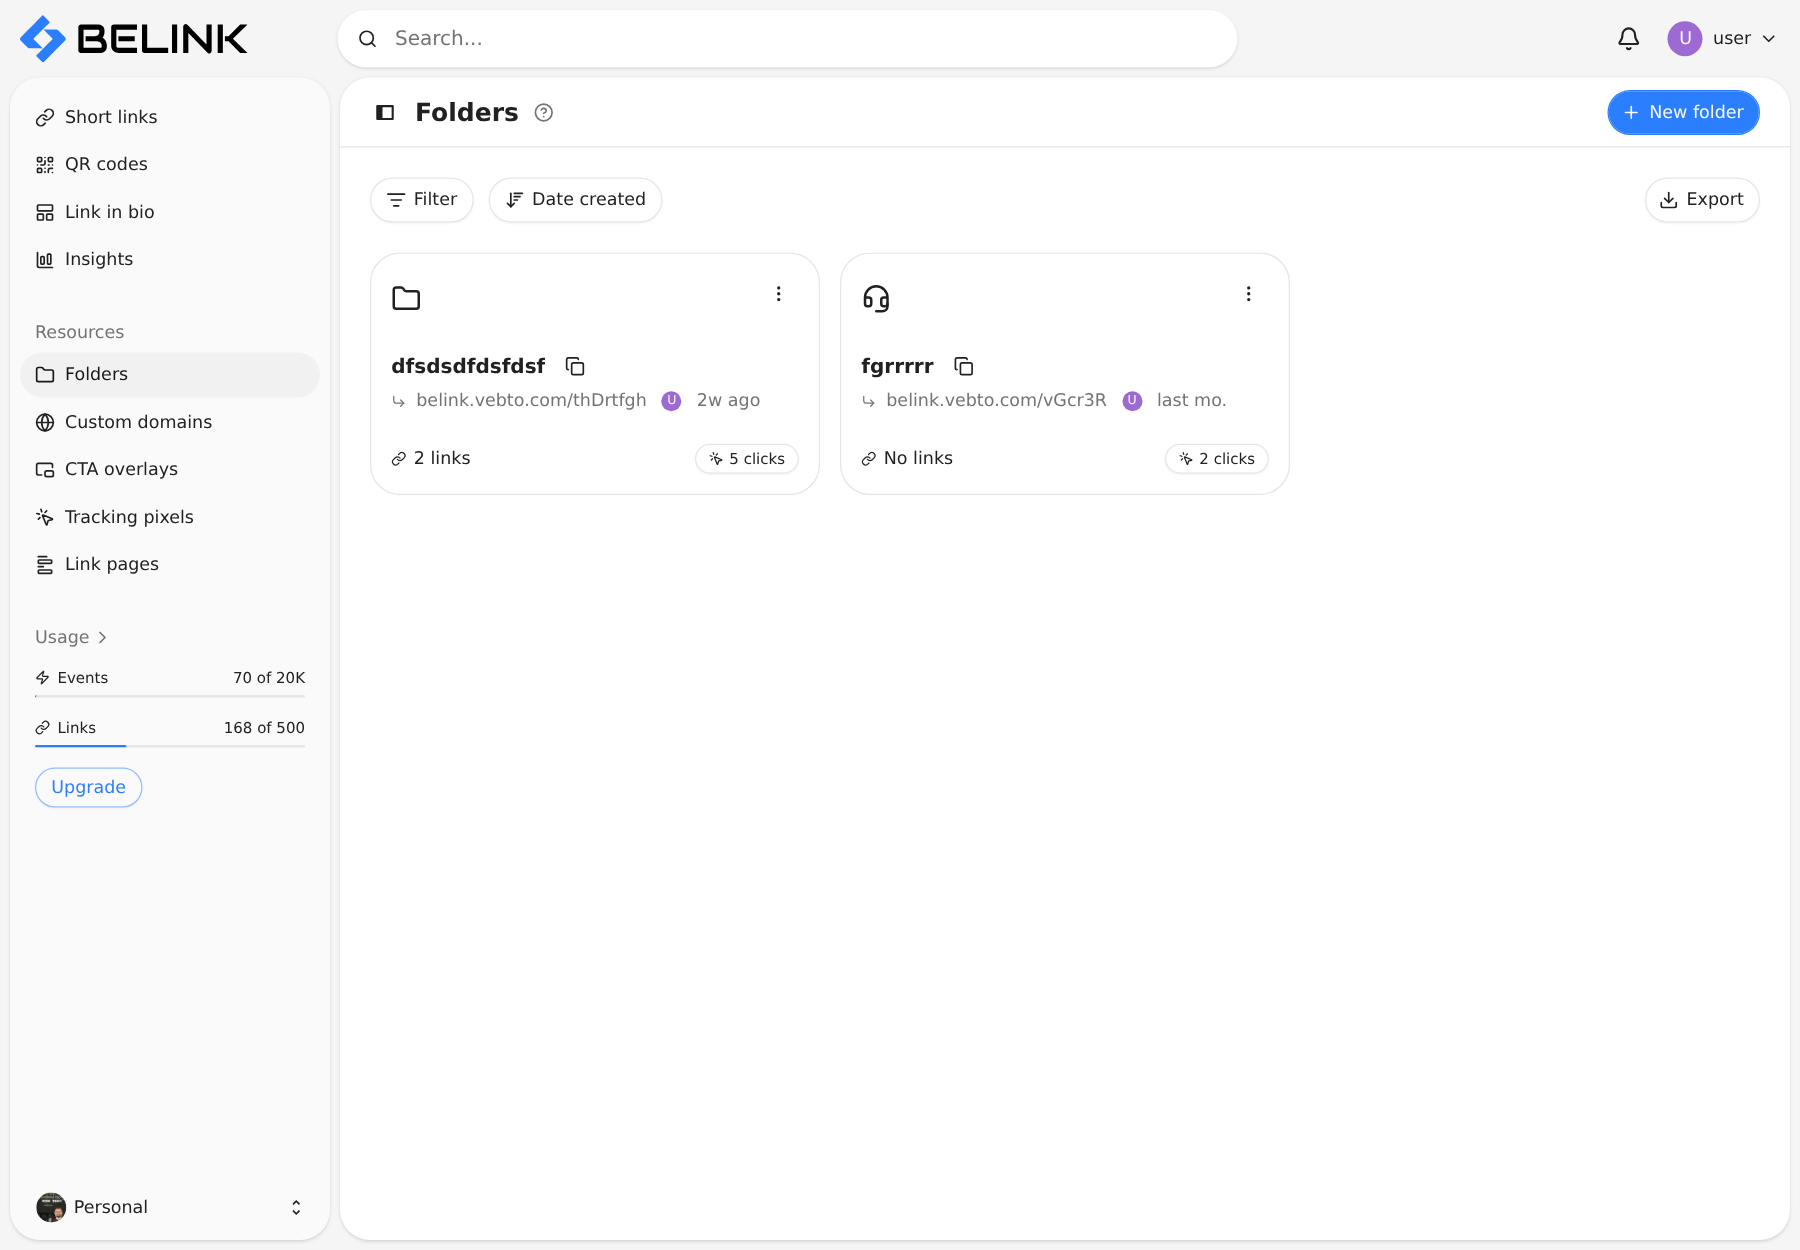 BELINK
Search...
U user
Short links
QR codes
Link in bio
Insights
Resources
Folders
Custom domains
CTA overlays
Tracking pixels
Link pages
Usage
Events 70 of 20K
Links 168 of 500
Upgrade
Personal
Folders ?
+ New folder
Filter
Date created
Export
dfsdsdfdsfdsf
belink.vebto.com/thDrtfgh U 2w ago
2 links
5 clicks
fgrrrrr
belink.vebto.com/vGcr3R U last mo.
No links
2 clicks